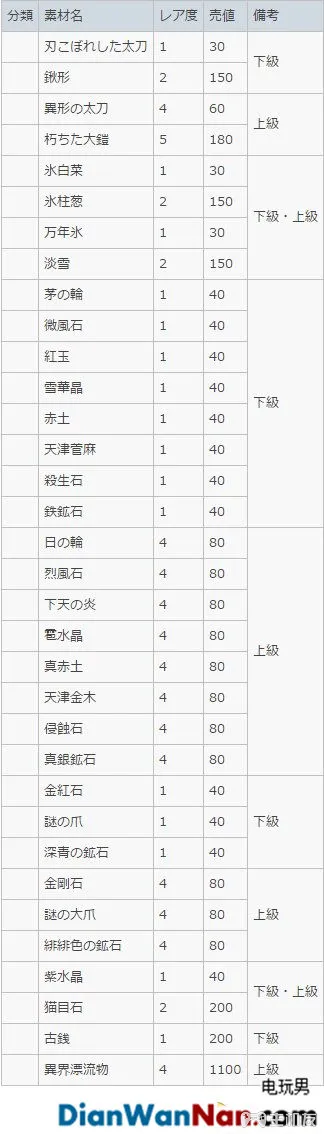 分類 素材名 レア度 売値 備考
刃こぼれした太刀 1 30 下級
鍬形 2 150
異形の太刀 4 60 上級
朽ちた大鎧 5 180
氷白菜 1 30 下級・上級
氷柱葱 2 150
万年氷 1 30
淡雪 2 150
茅の輪 1 40 下級
微風石 1 40
紅玉 1 40
雪華晶 1 40
赤土 1 40
天津菅麻 1 40
殺生石 1 40
鉄鉱石 1 40
日の輪 4 80 上級
烈風石 4 80
下天の炎 4 80
雹水晶 4 80
真赤土 4 80
天津金木 4 80
侵蝕石 4 80
真銀鉱石 4 80
金紅石 1 40 下級
謎の爪 1 40
深青の鉱石 1 40
金剛石 4 80 上級
謎の大爪 4 80
緋緋色の鉱石 4 80
紫水晶 1 40 下級・上級
猫目石 2 200
古銭 1 200 下級
異界漂流物 4 1100 上級
电玩男
DianWanNan.com